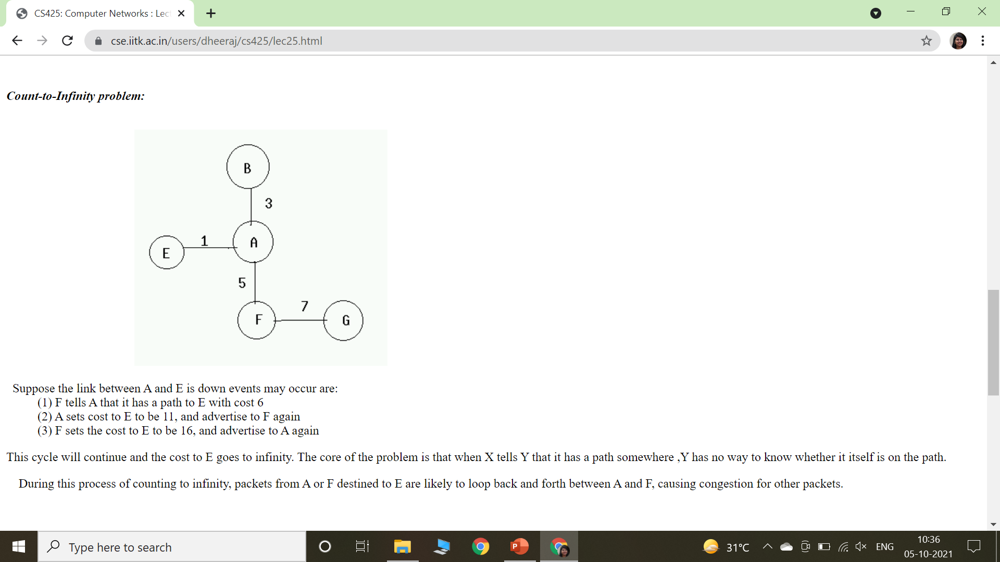 CS425: Computer Networks : Lec
cse.iitk.ac.in/users/dheeraj/cs425/lec25.html
Count-to-Infinity problem:
B
3
1
A
E
5
7
F
G
Suppose the link between A and E is down events may occur are:
(1) F tells A that it has a path to E with cost 6
(2) A sets cost to E to be 11, and advertise to F again
(3) F sets the cost to E to be 16, and advertise to A again
This cycle will continue and the cost to E goes to infinity. The core of the problem is that when X tells Y that it has a path somewhere ,Y has no way to know whether it itself is on the path.
During this process of counting to infinity, packets from A or F destined to E are likely to loop back and forth between A and F, causing congestion for other packets.
Type here to search
P
31°C
ENG
10:36
05-10-2021